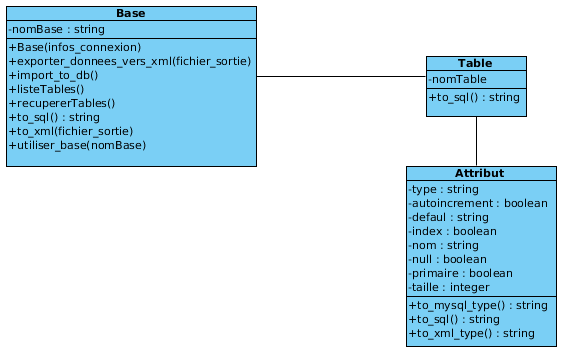 Base
-nomBase : string
+Base(infos_connexion)
+exporter_donnees_vers_xml(fichier_sortie)
+import_to_db()
+listeTables()
+recupererTables()
+to_sql() : string
+to_xml(fichier_sortie)
+utiliser_base(nomBase)
Table
-nomTable
+to_sql() : string
Attribut
-type : string
-autoincrement : boolean
-defaul : string
-index : boolean
-nom : string
-null : boolean
-primaire : boolean
-taille : integer
+to_mysql_type() : string
+to_sql() : string
+to_xml_type() : string